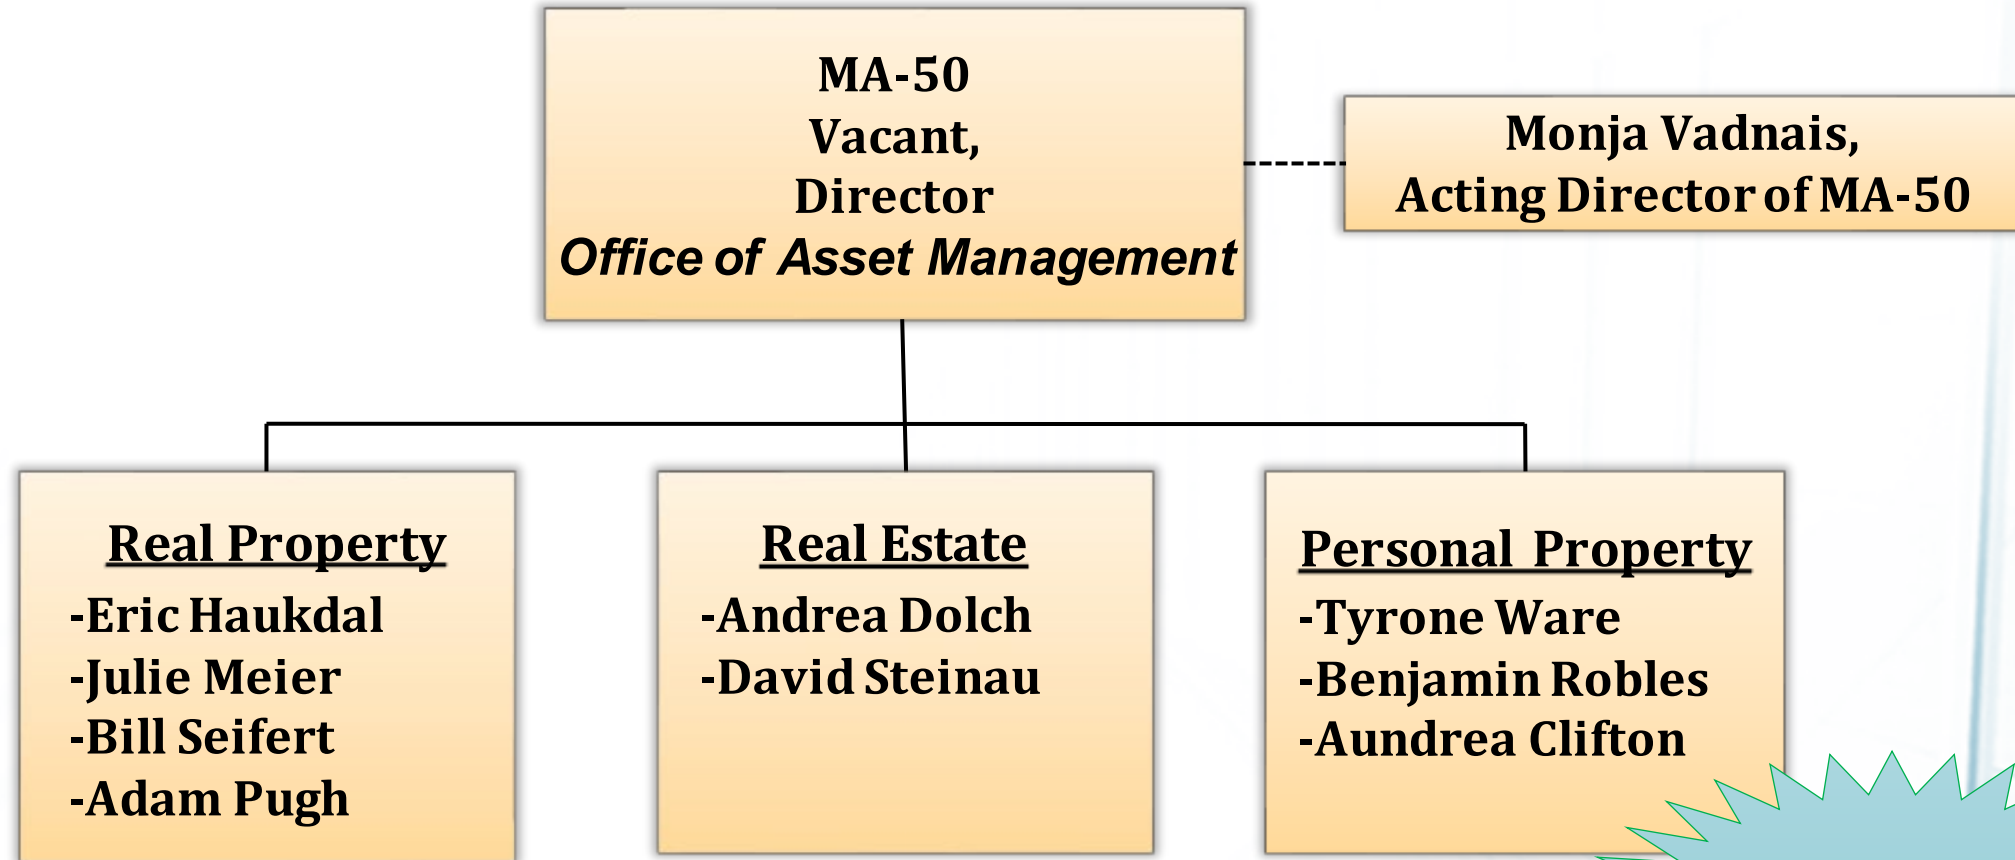 MA-50
Vacant,
Director
Office of Asset Management
Monja Vadnais,
Acting Director of MA-50
Real Property
-Eric Haukdal
-Julie Meier
-Bill Seifert
-Adam Pugh
Real Estate
-Andrea Dolch
-David Steinau
Personal Property
-Tyrone Ware
-Benjamin Robles
-Aundrea Clifton